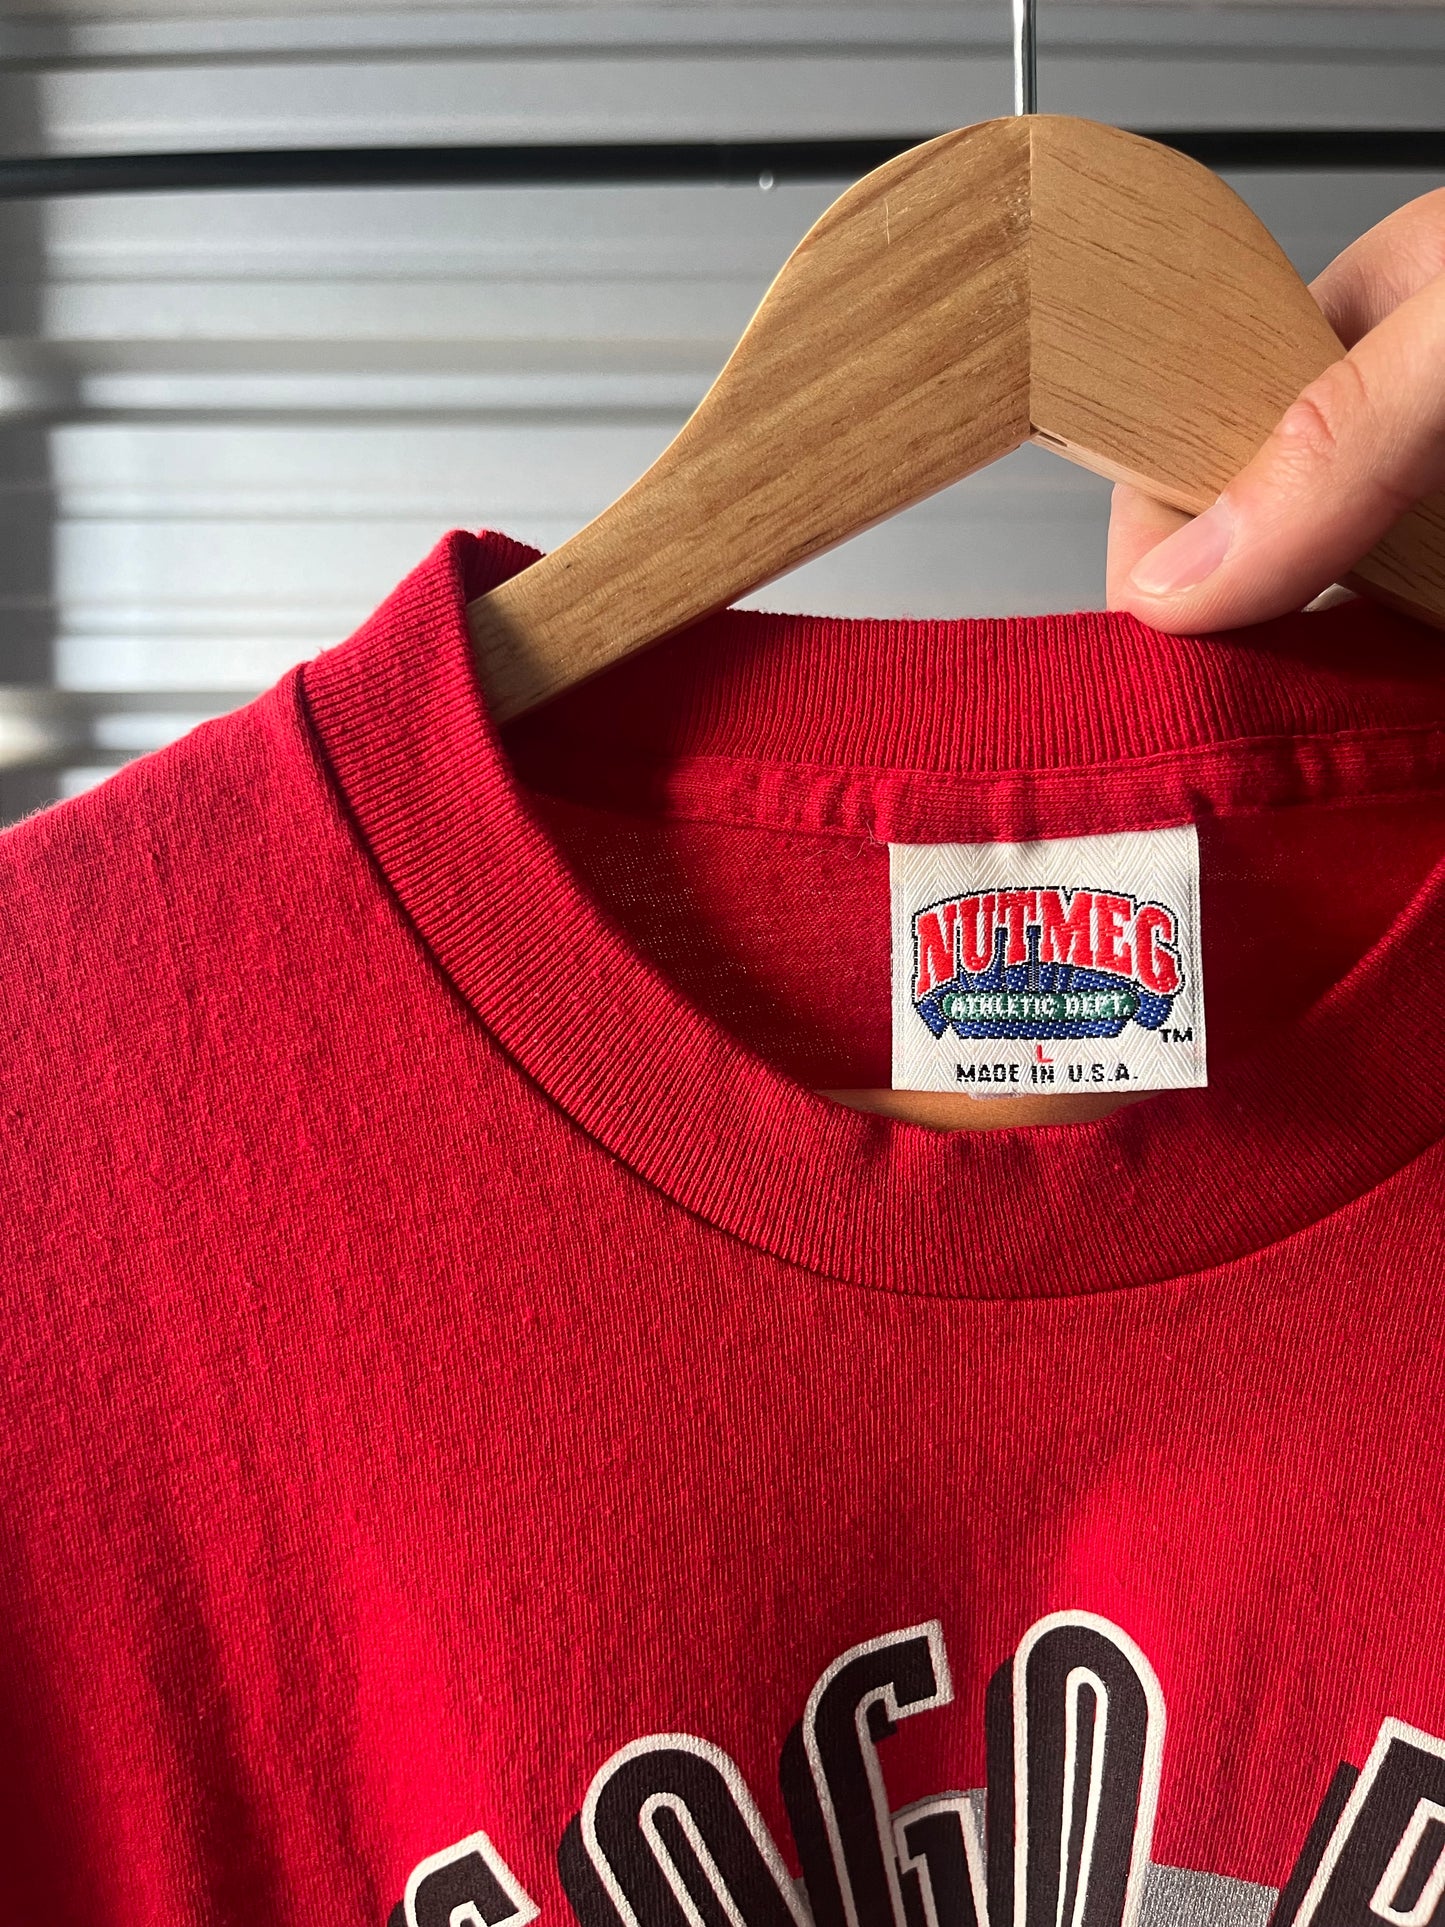 NUTMEG
ATHLETIC DEPT.
TM
L
MADE IN U.S.A.